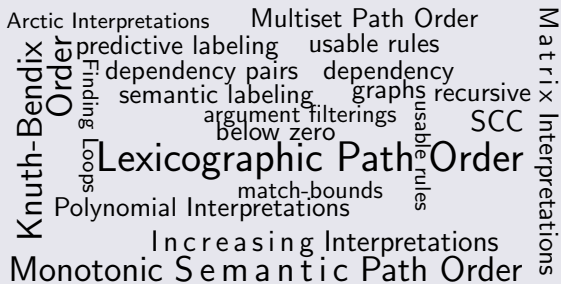 Arctic Interpretations
Multiset Path Order
Matrix Interpretations
predictive labeling
usable rules
Knuth-Bendix
Order
Finding Loops
dependency pairs
dependency
graphs
semantic labeling
recursive
argument filterings
SCC
below zero
usable rules
Lexicographic Path Order
match-bounds
Polynomial Interpretations
Increasing Interpretations
Monotonic Semantic Path Order